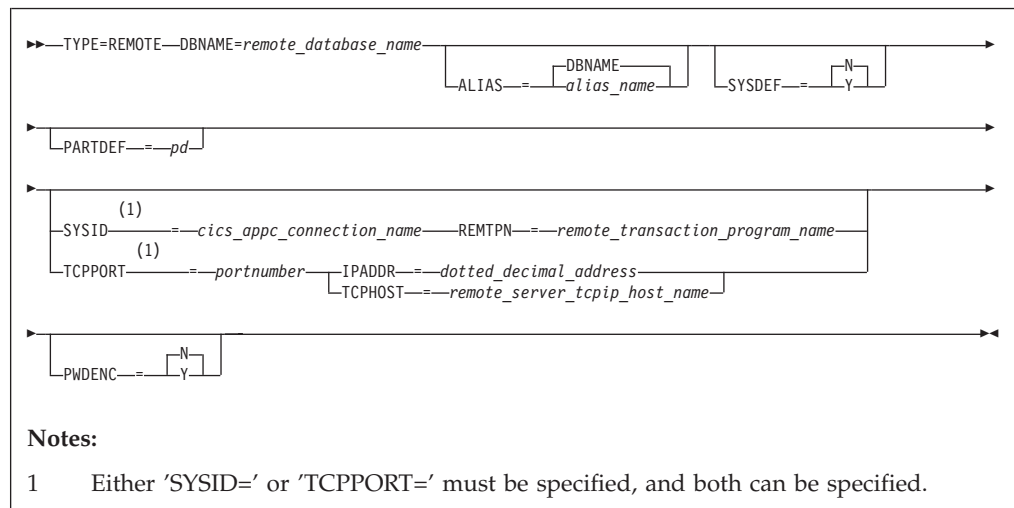 TYPE=REMOTE DBNAME=remote_database_name
ALIAS = DBNAME alias_name SYSDEF = N Y
PARTDEF = pd
(1)
SYSID = cics_appc_connection_name REMTPN = remote_transaction_program_name
(1)
TCPPORT = portnumber IPADDR = dotted_decimal_address
TCPHOST = remote_server_tcpip_host_name
N
PWDENC = Y
Notes:
1 Either 'SYSID=' or 'TCPPORT=' must be specified, and both can be specified.